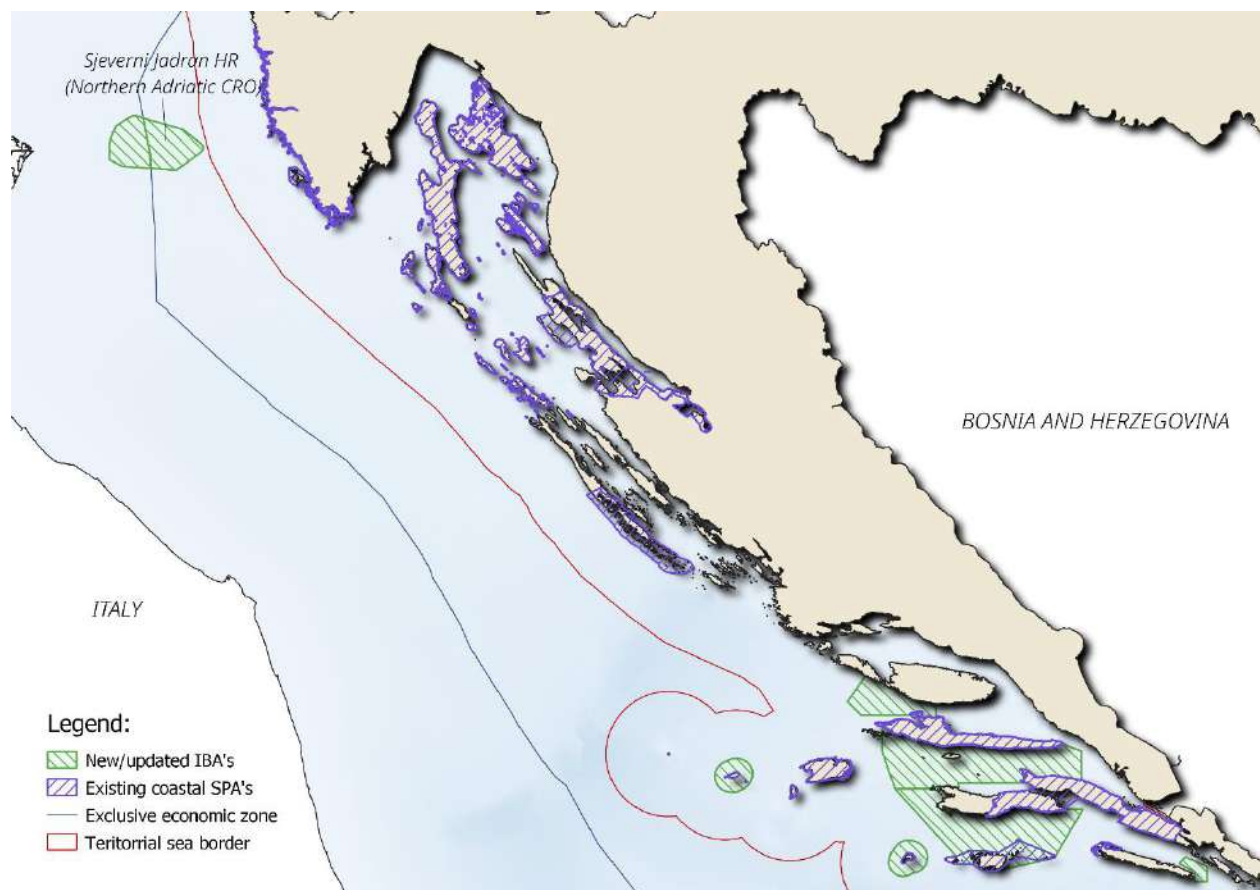 Sjeverni Jadran HR
(Northern Adriatic CRO)
BOSNIA AND HERZEGOVINA
ITALY
Legend:
New/updated IBA's
Existing coastal SPA's
Exclusive economic zone
Teritorrial sea border